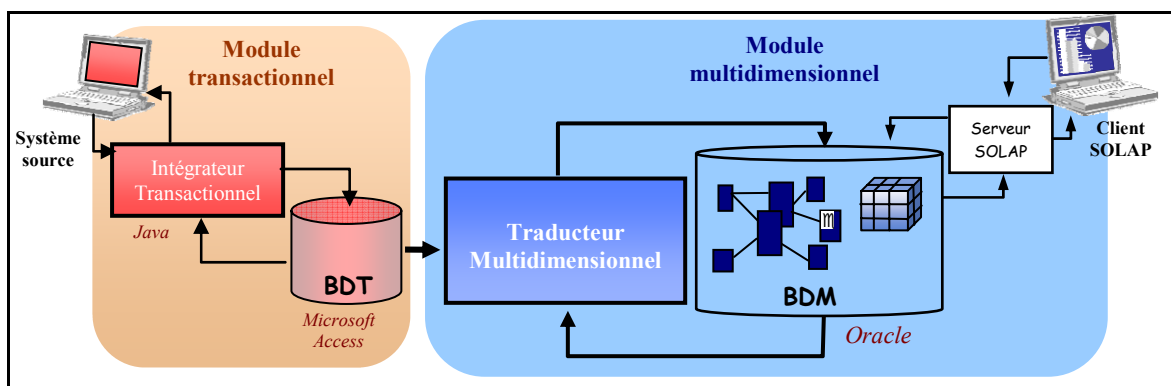 Module
transactionnel
Système
source
Intégrateur
Transactionnel
Java
BDT
Microsoft
Access
Module
multidimensionnel
Traducteur
Multidimensionnel
m
BDM
Oracle
Serveur
SOLAP
Client
SOLAP